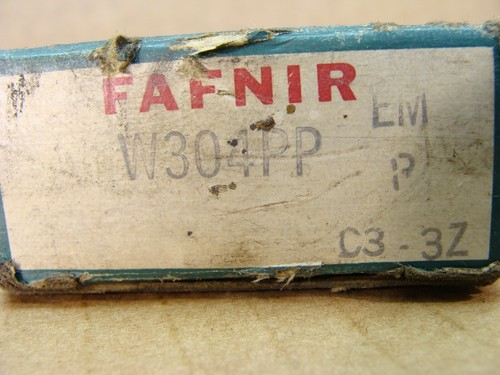 FAFNIR
W304PP EM
P
C3-3Z